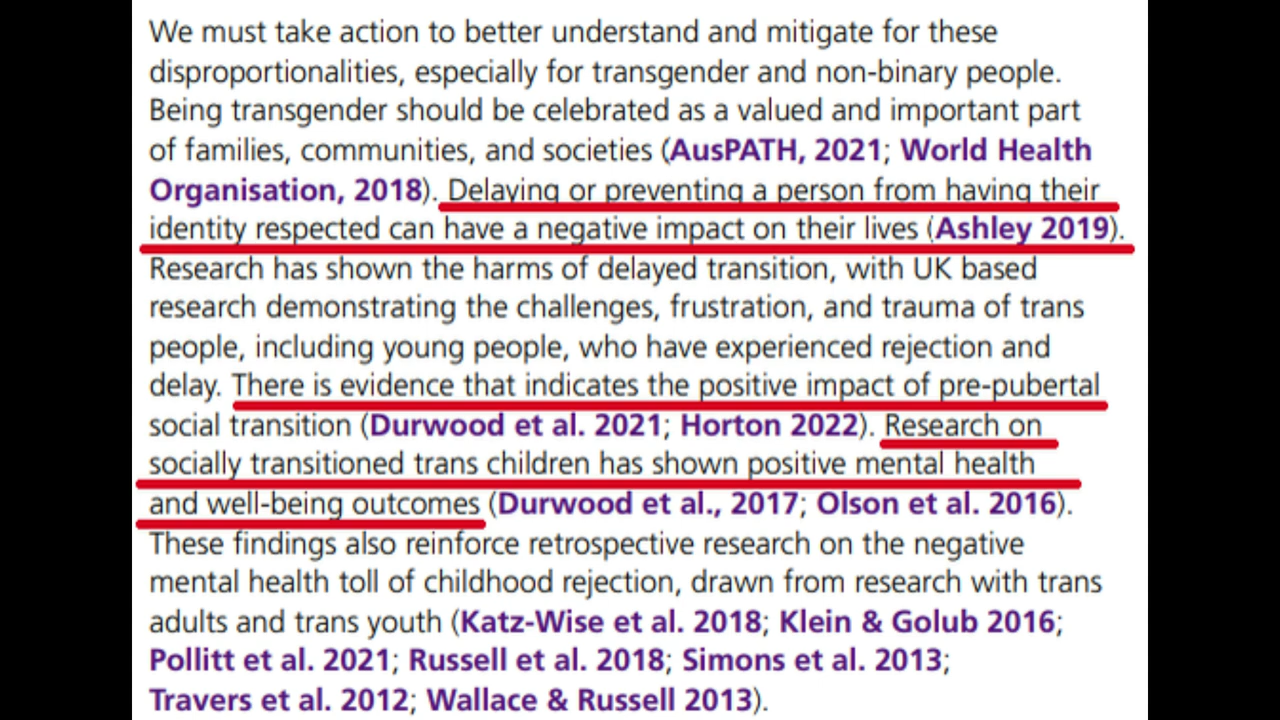 We must take action to better understand and mitigate for these
disproportionalities, especially for transgender and non-binary people.
Being transgender should be celebrated as a valued and important part
of families, communities, and societies (AusPATH, 2021; World Health
Organisation, 2018). Delaying or preventing a person from having their
identity respected can have a negative impact on their lives (Ashley 2019).
Research has shown the harms of delayed transition, with UK based
research demonstrating the challenges, frustration, and trauma of trans
people, including young people, who have experienced rejection and
delay. There is evidence that indicates the positive impact of pre-pubertal
social transition (Durwood et al. 2021; Horton 2022). Research on
socially transitioned trans children has shown positive mental health
and well-being outcomes (Durwood et al., 2017; Olson et al. 2016).
These findings also reinforce retrospective research on the negative
mental health toll of childhood rejection, drawn from research with trans
adults and trans youth (Katz-Wise et al. 2018; Klein & Golub 2016;
Pollitt et al. 2021; Russell et al. 2018; Simons et al. 2013;
Travers et al. 2012; Wallace & Russell 2013).